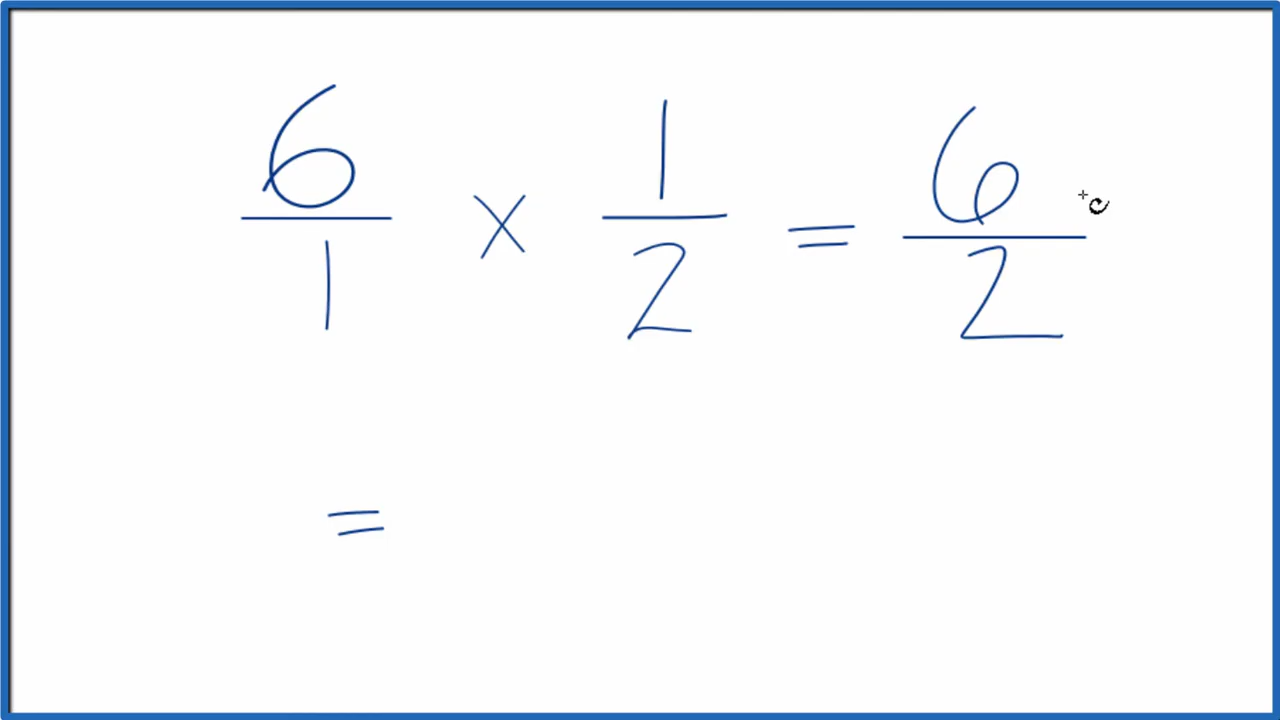 6/1 × 1/2 = 6/2
=